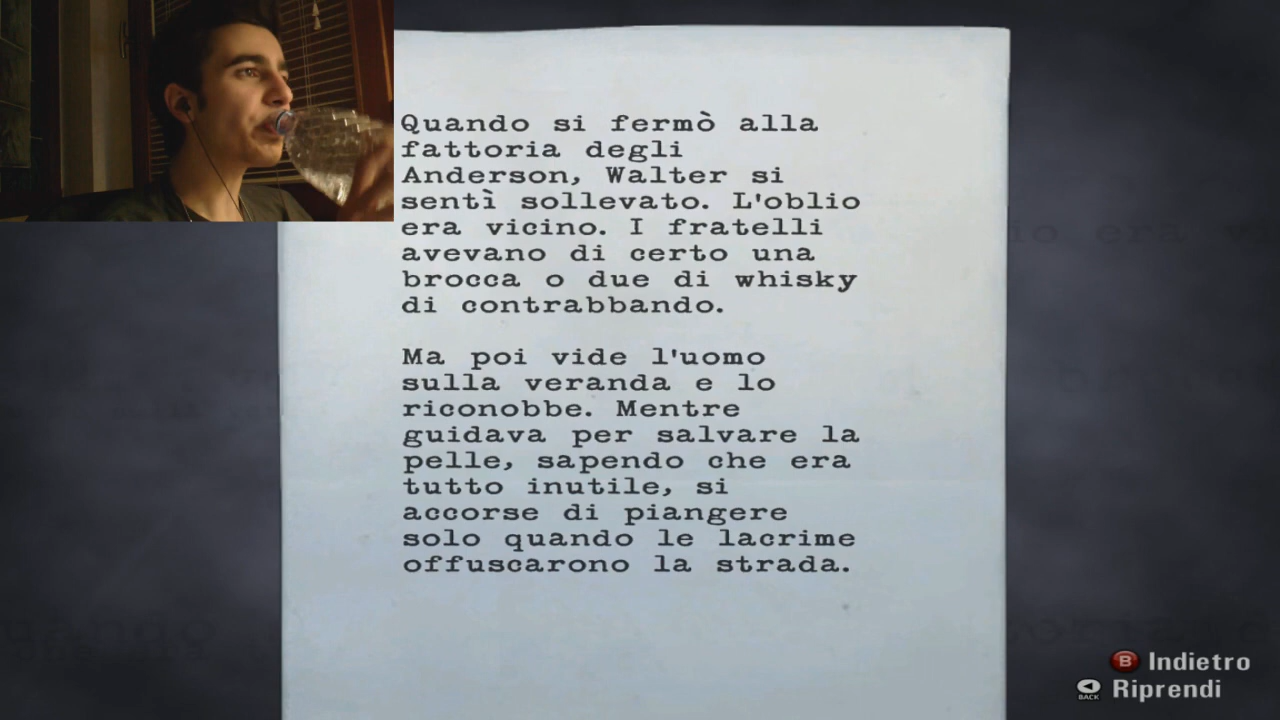 Quando si fermò alla
fattoria degli
Anderson, Walter si
sentì sollevato. L'oblio
era vicino. I fratelli
avevano di certo una
brocca o due di whisky
di contrabbando.
Ma poi vide l'uomo
sulla veranda e lo
riconobbe. Mentre
guidava per salvare la
pelle, sapendo che era
tutto inutile, si
accorse di piangere
solo quando le lacrime
offuscarono la strada.
B Indietro
BACK Riprendi